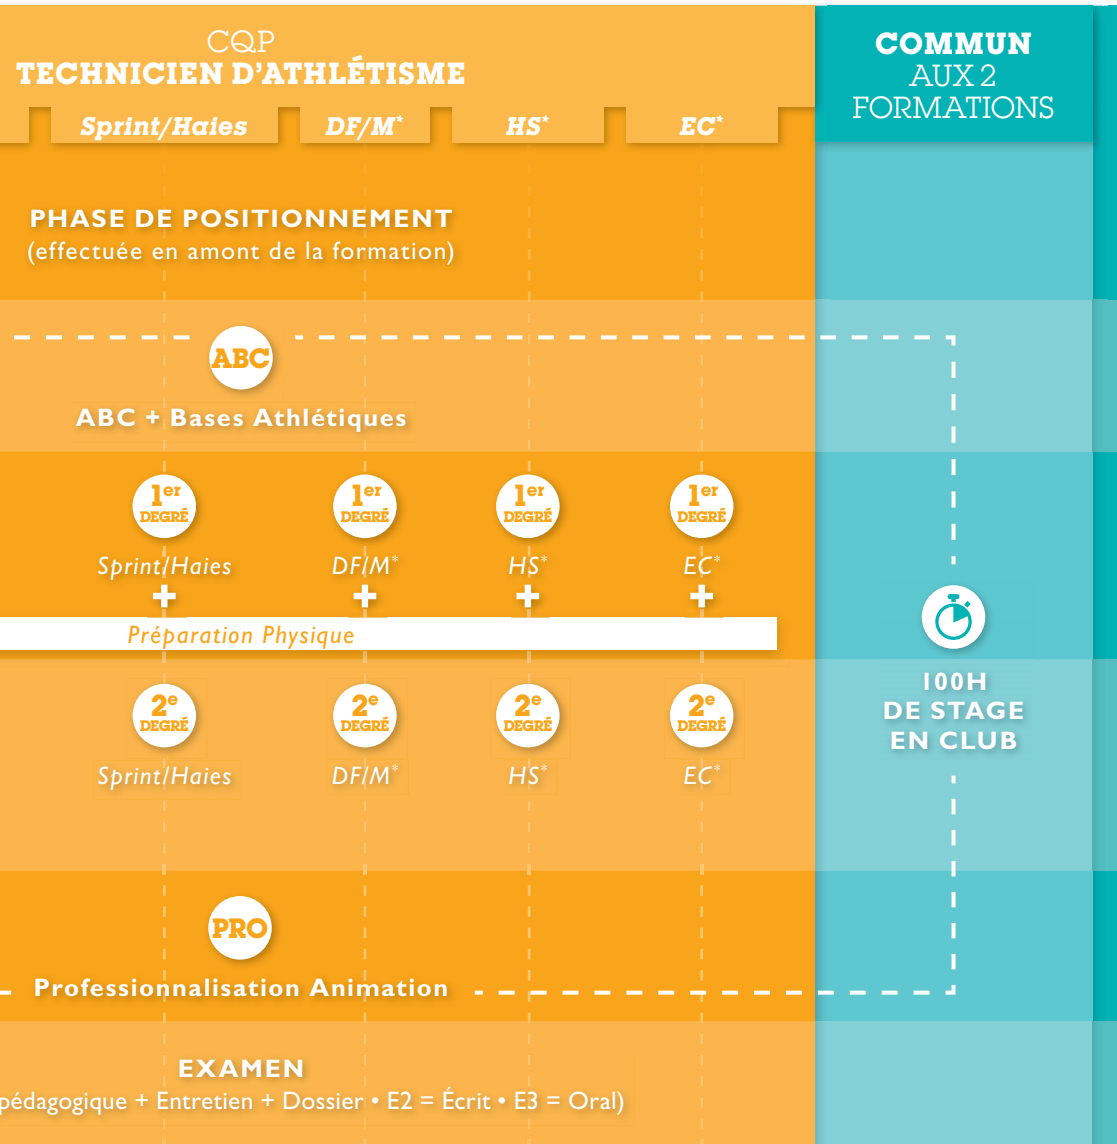 CQP
TECHNICIEN D'ATHLÉTISME
Sprint/Haies
DF/M*
HS*
EC*
COMMUN
AUX 2
FORMATIONS
PHASE DE POSITIONNEMENT
(effectuée en amont de la formation)
ABC
ABC + Bases Athlétiques
1er
DEGRÉ
1er
DEGRÉ
1er
DEGRÉ
1er
DEGRÉ
Sprint/Haies
DF/M*
HS*
EC*
+
+
+
+
Préparation Physique
2e
DEGRÉ
2e
DEGRÉ
2e
DEGRÉ
2e
DEGRÉ
Sprint/Haies
DF/M*
HS*
EC*
100H
DE STAGE
EN CLUB
PRO
Professionnalisation Animation
EXAMEN
pédagogique + Entretien + Dossier • E2 = Écrit • E3 = Oral)